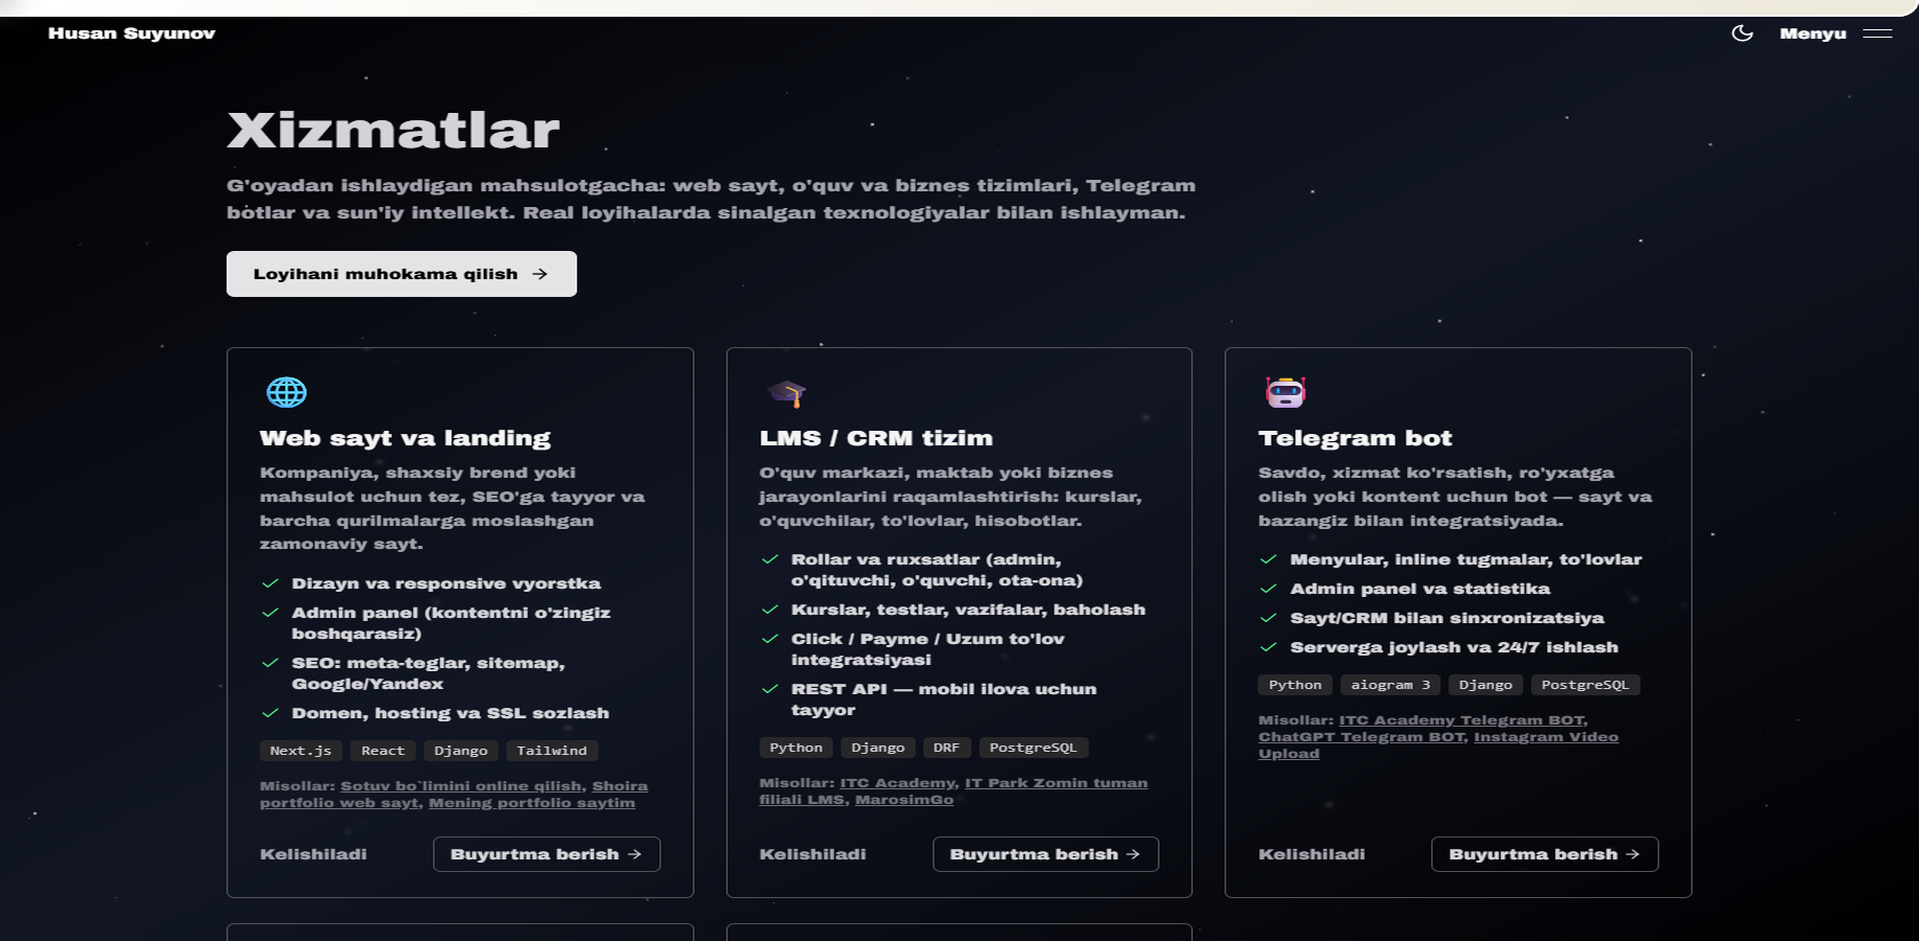 Husan Suyunov
Menyu
Xizmatlar
G'oyadan ishlaydigan mahsulotgacha: web sayt, o'quv va biznes tizimlari, Telegram
botlar va sun'iy intellekt. Real loyihalarda sinalgan texnologiyalar bilan ishlayman.
Loyihani muhokama qilish →
Web sayt va landing
Kompaniya, shaxsiy brend yoki
mahsulot uchun tez, SEO'ga tayyor va
barcha qurilmalarga moslashgan
zamonaviy sayt.
Dizayn va responsive vyorstka
Admin panel (kontentni o'zingiz
boshqarasiz)
SEO: meta-teglar, sitemap,
Google/Yandex
Domen, hosting va SSL sozlash
Next.js React Django Tailwind
Misollar: Sotuv bo`limini online qilish, Shoira
portfolio web sayt, Mening portfolio saytim
Kelishiladi
Buyurtma berish →
LMS / CRM tizim
O'quv markazi, maktab yoki biznes
jarayonlarini raqamlashtirish: kurslar,
o'quvchilar, to'lovlar, hisobotlar.
Rollar va ruxsatlar (admin,
o'qituvchi, o'quvchi, ota-ona)
Kurslar, testlar, vazifalar, baholash
Click / Payme / Uzum to'lov
integratsiyasi
REST API — mobil ilova uchun
tayyor
Python Django DRF PostgreSQL
Misollar: ITC Academy, IT Park Zomin tuman
filiali LMS, MarosimGo
Kelishiladi
Buyurtma berish →
Telegram bot
Savdo, xizmat ko'rsatish, ro'yxatga
olish yoki kontent uchun bot — sayt va
bazangiz bilan integratsiyada.
Menyular, inline tugmalar, to'lovlar
Admin panel va statistika
Sayt/CRM bilan sinxronizatsiya
Serverga joylash va 24/7 ishlash
Python aiogram 3 Django PostgreSQL
Misollar: ITC Academy Telegram BOT,
ChatGPT Telegram BOT, Instagram Video
Upload
Kelishiladi
Buyurtma berish →